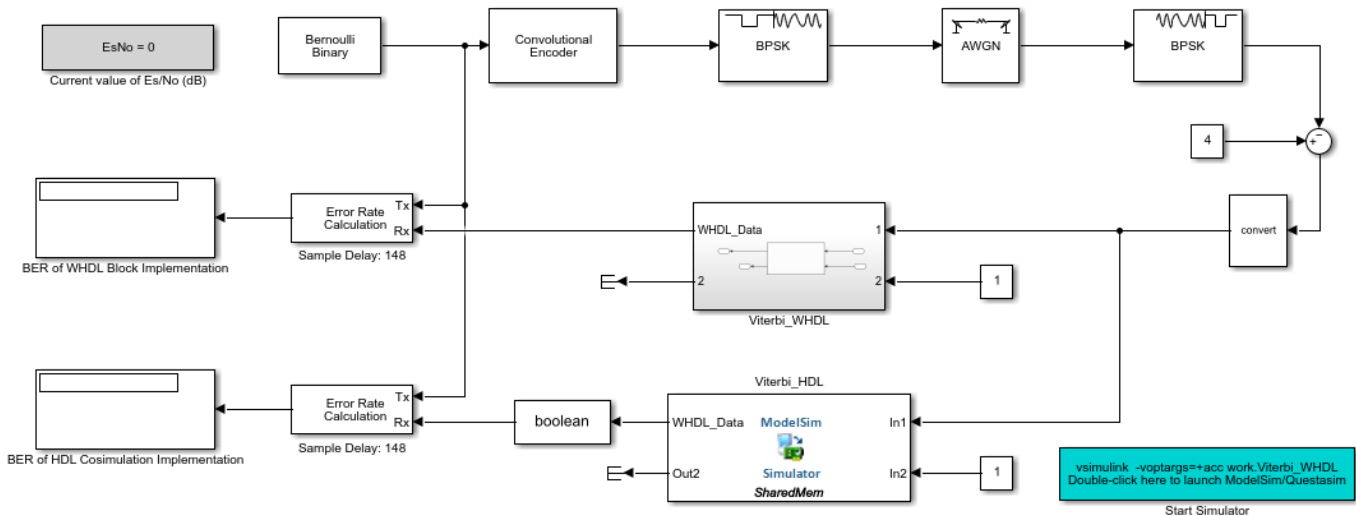 EsNo = 0
Current value of Es/No (dB)
Bernoulli
Binary
Convolutional
Encoder
BPSK
AWGN
BPSK
4
+
−
convert
BER of WHDL Block Implementation
Error Rate
Calculation
Tx
Rx
Sample Delay: 148
WHDL_Data
1
2
2
Viterbi_WHDL
1
BER of HDL Cosimulation Implementation
Error Rate
Calculation
Tx
Rx
Sample Delay: 148
boolean
Viterbi_HDL
WHDL_Data
ModelSim
In1
Out2
Simulator
In2
SharedMem
1
vsimulink -voptargs=+acc work.Viterbi_WHDL
Double-click here to launch ModelSim/Questasim
Start Simulator